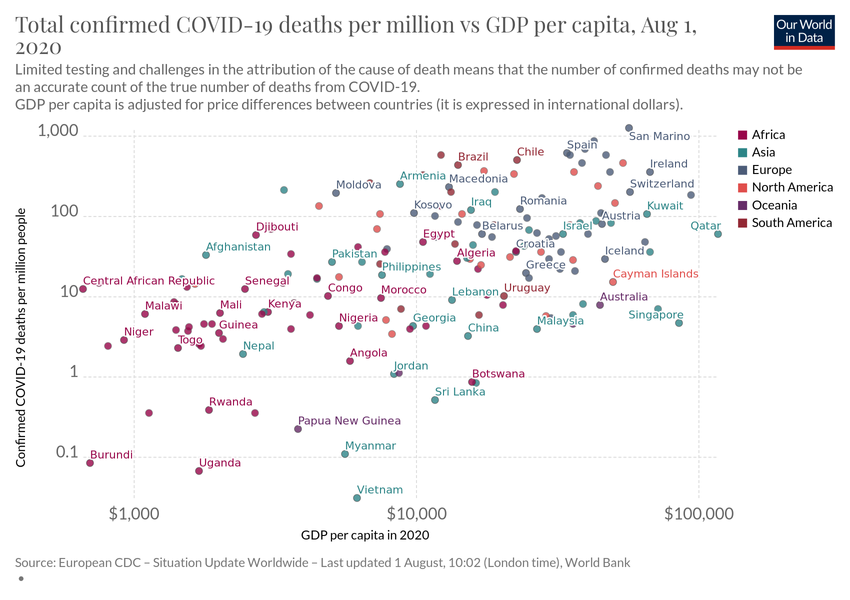 Total confirmed COVID-19 deaths per million vs GDP per capita, Aug 1,
2020
Our World
in Data
Limited testing and challenges in the attribution of the cause of death means that the number of confirmed deaths may not be
an accurate count of the true number of deaths from COVID-19.
GDP per capita is adjusted for price differences between countries (it is expressed in international dollars).
Confirmed COVID-19 deaths per million people
1,000
100
10
1
0.1
San Marino
Spain
Chile
Brazil
Ireland
Armenia
Macedonia
Moldova
Switzerland
Iraq
Romania
Kosovo
Kuwait
Austria
Djibouti
Belarus
Israel
Qatar
Egypt
Afghanistan
Croatia
Pakistan
Algeria
Iceland
Philippines
Greece
Central African Republic
Senegal
Cayman Islands
Congo
Morocco
Lebanon
Uruguay
Malawi
Mali
Kenya
Australia
Niger
Guinea
Nigeria
Georgia
China
Malaysia
Singapore
Togo
Nepal
Angola
Jordan
Botswana
Sri Lanka
Rwanda
Papua New Guinea
Burundi
Uganda
Myanmar
Vietnam
$1,000
$10,000
$100,000
GDP per capita in 2020
Africa
Asia
Europe
North America
Oceania
South America
Source: European CDC – Situation Update Worldwide – Last updated 1 August, 10:02 (London time), World Bank